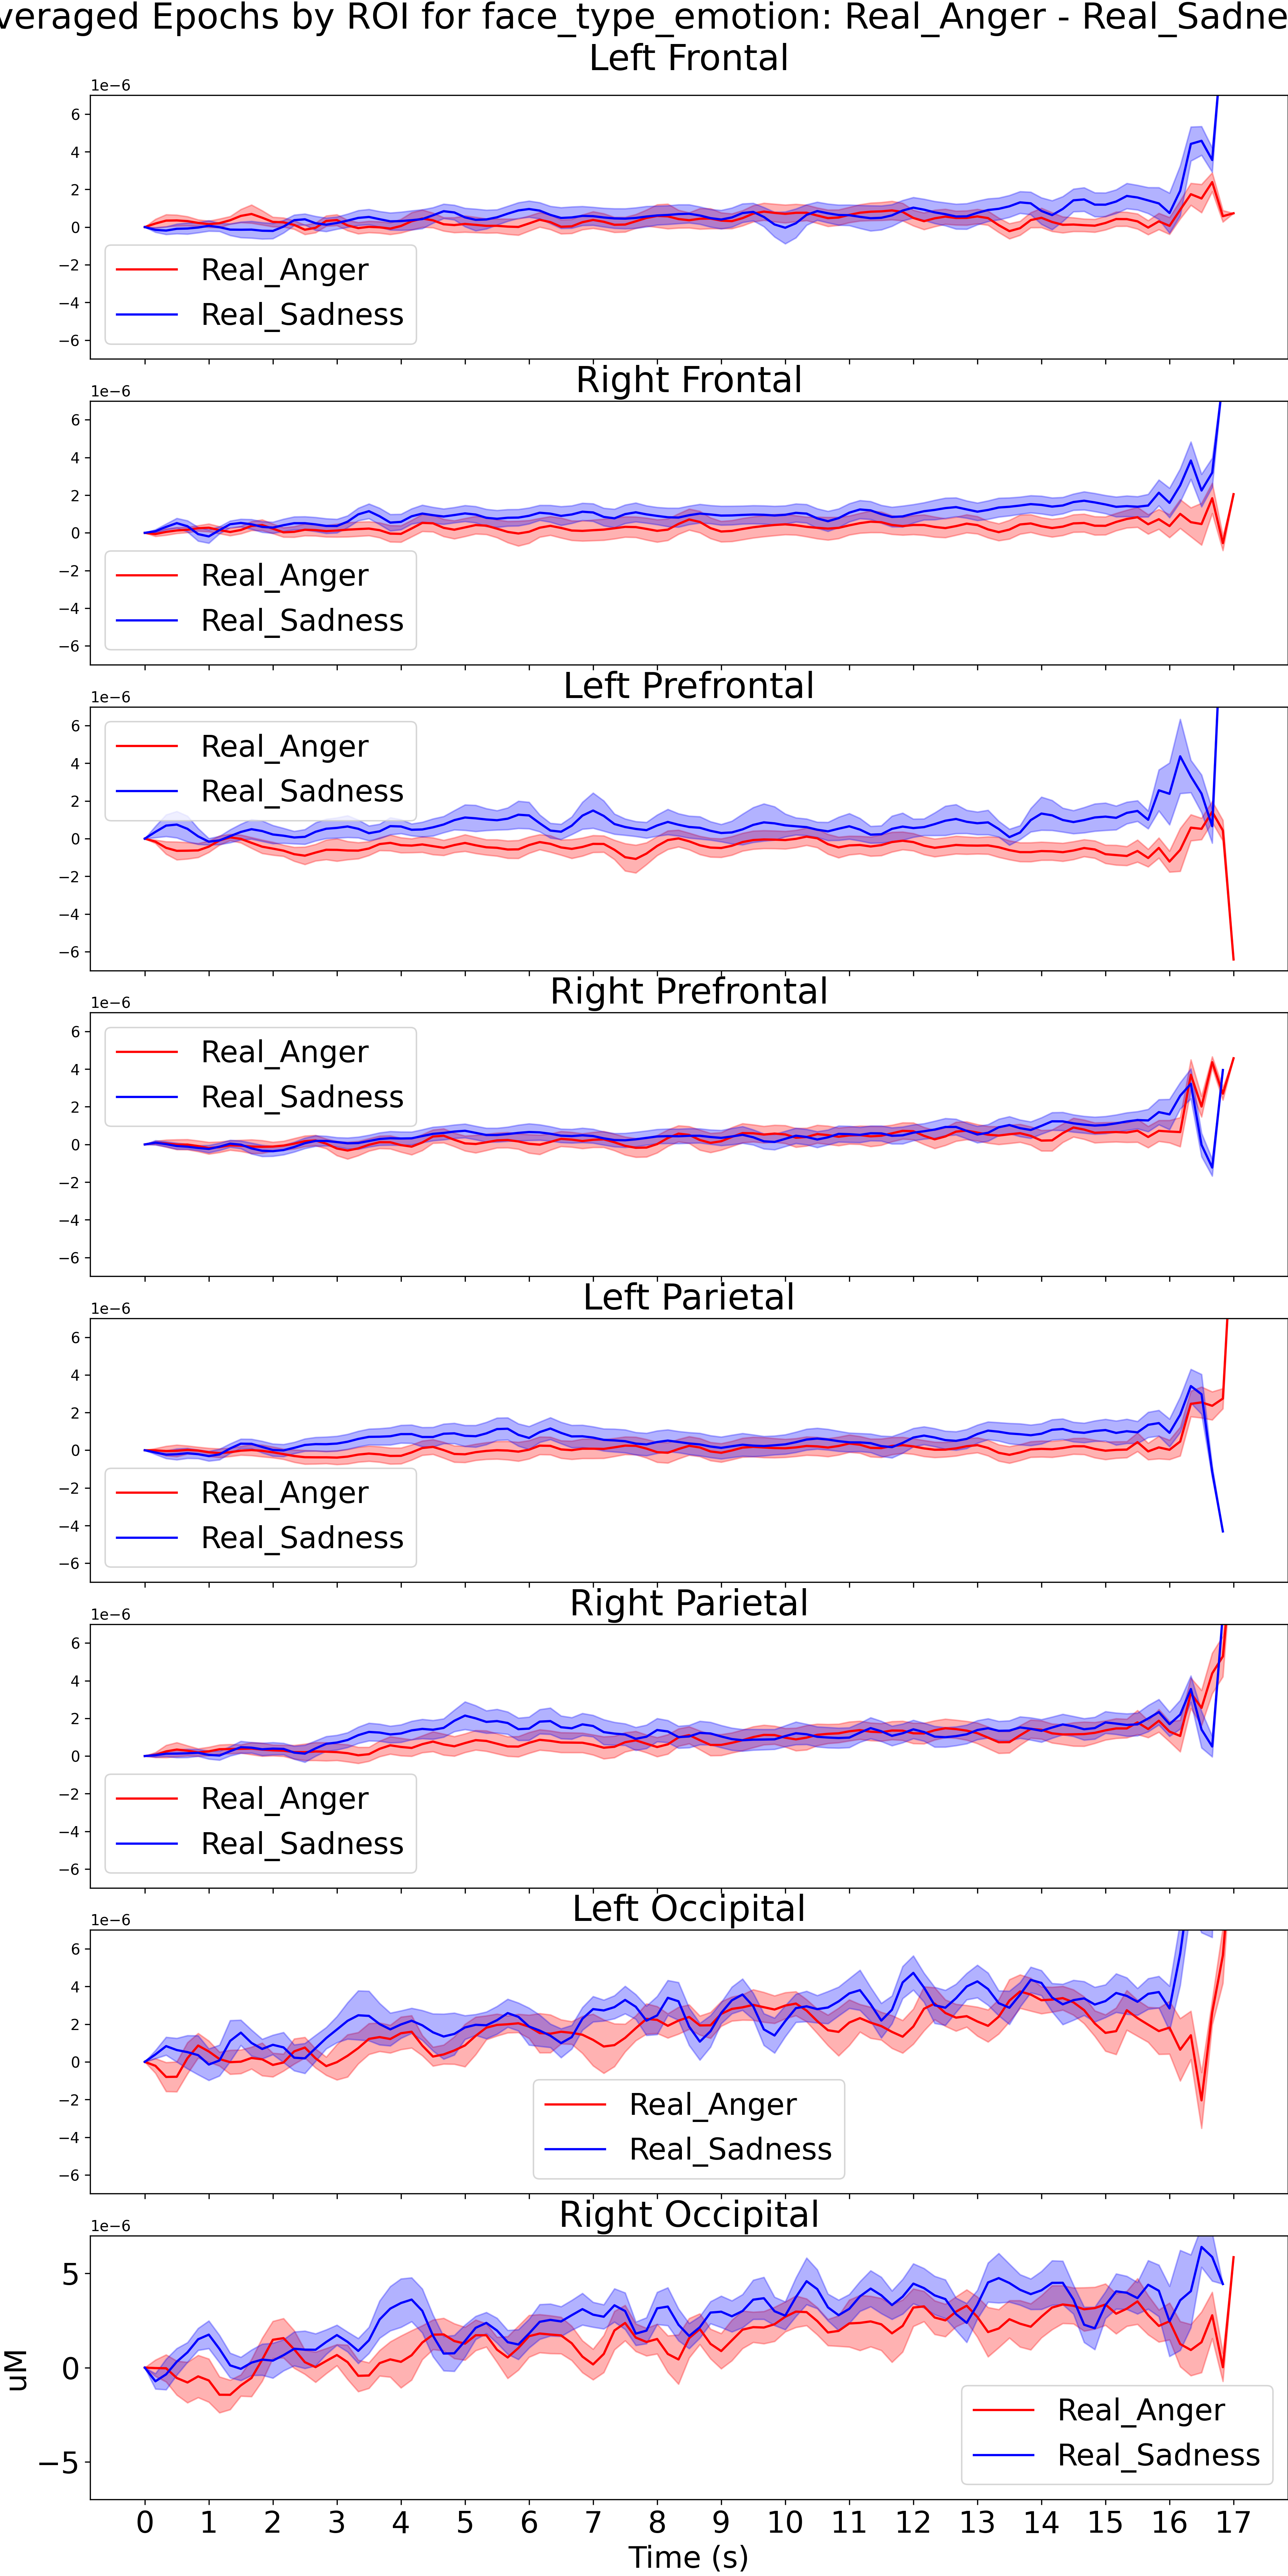 veraged Epochs by ROI for face_type_emotion: Real_Anger - Real_Sadne
Left Frontal
1e−6
6
4
2
0
−2
−4
−6
Real_Anger
Real_Sadness
Right Frontal
1e−6
6
4
2
0
−2
−4
−6
Real_Anger
Real_Sadness
Left Prefrontal
1e−6
6
4
2
0
−2
−4
−6
Real_Anger
Real_Sadness
Right Prefrontal
1e−6
6
4
2
0
−2
−4
−6
Real_Anger
Real_Sadness
Left Parietal
1e−6
6
4
2
0
−2
−4
−6
Real_Anger
Real_Sadness
Right Parietal
1e−6
6
4
2
0
−2
−4
−6
Real_Anger
Real_Sadness
Left Occipital
1e−6
6
4
2
0
−2
−4
−6
Real_Anger
Real_Sadness
Right Occipital
1e−6
5
0
−5
uM
Real_Anger
Real_Sadness
0 1 2 3 4 5 6 7 8 9 10 11 12 13 14 15 16 17
Time (s)